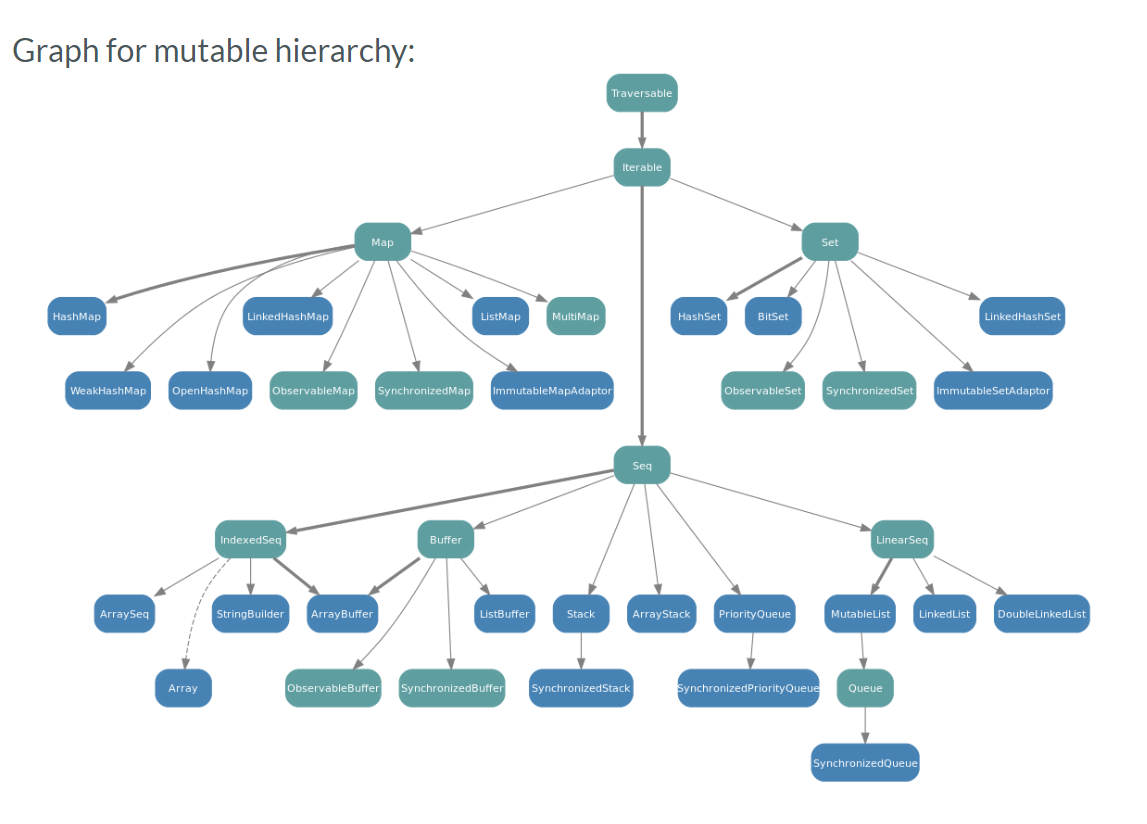 Graph for mutable hierarchy:
Traversable
Iterable
Map
Set
HashMap
LinkedHashMap
ListMap
MultiMap
HashSet
BitSet
LinkedHashSet
WeakHashMap
OpenHashMap
ObservableMap
SynchronizedMap
ImmutableMapAdaptor
ObservableSet
SynchronizedSet
ImmutableSetAdaptor
Seq
IndexedSeq
Buffer
LinearSeq
ArraySeq
StringBuilder
ArrayBuffer
ListBuffer
Stack
ArrayStack
PriorityQueue
MutableList
LinkedList
DoubleLinkedList
Array
ObservableBuffer
SynchronizedBuffer
SynchronizedStack
SynchronizedPriorityQueue
Queue
SynchronizedQueue